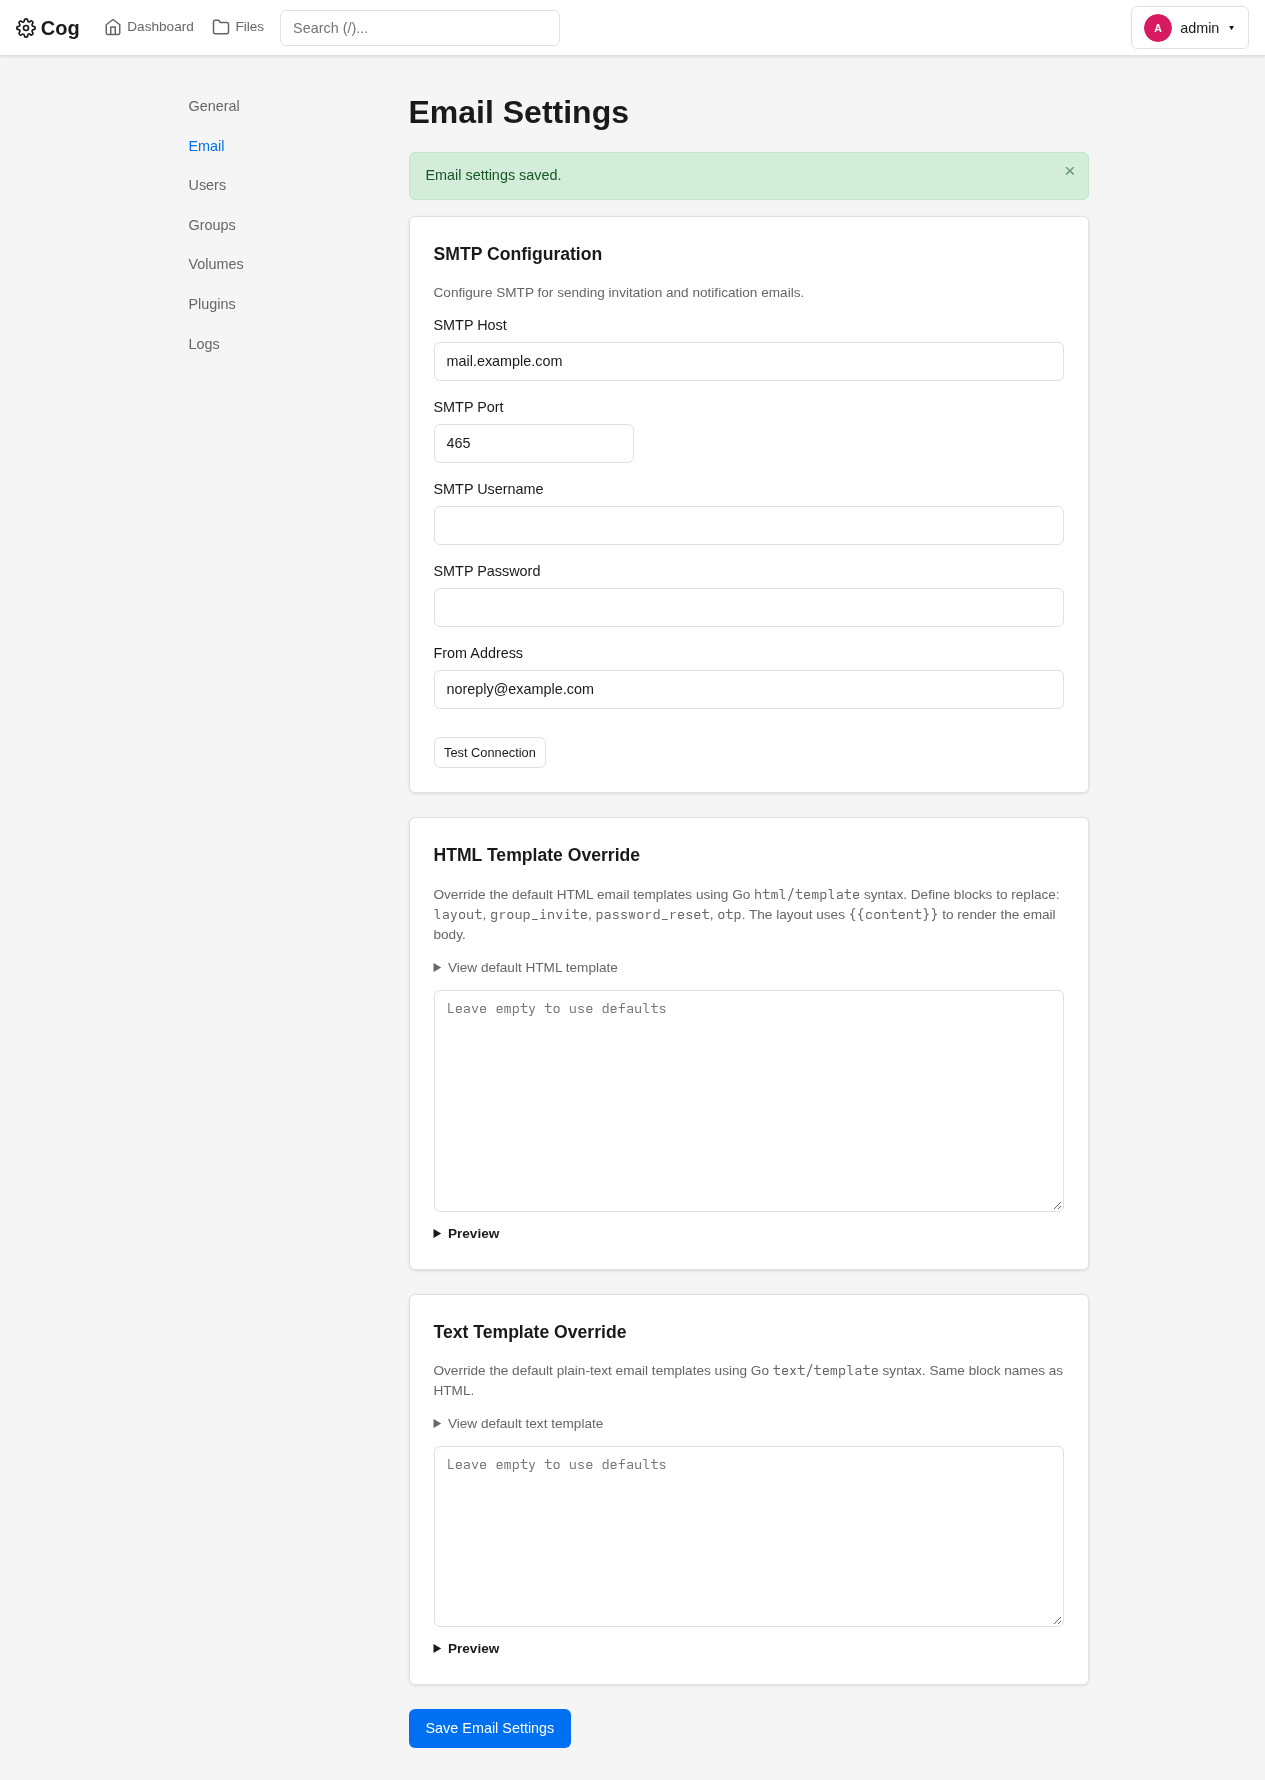 Cog
Dashboard
Files
Search (/)...
A
admin
General
Email
Users
Groups
Volumes
Plugins
Logs
Email Settings
Email settings saved.
×
SMTP Configuration
Configure SMTP for sending invitation and notification emails.
SMTP Host
mail.example.com
SMTP Port
465
SMTP Username
SMTP Password
From Address
noreply@example.com
Test Connection
HTML Template Override
Override the default HTML email templates using Go html/template syntax. Define blocks to replace:
layout, group_invite, password_reset, otp. The layout uses {{content}} to render the email
body.
View default HTML template
Leave empty to use defaults
Preview
Text Template Override
Override the default plain-text email templates using Go text/template syntax. Same block names as
HTML.
View default text template
Leave empty to use defaults
Preview
Save Email Settings